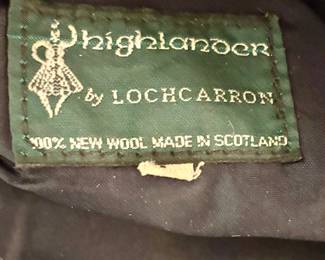 highlander
by LOCHCARRON
100% NEW WOOL MADE IN SCOTLAND